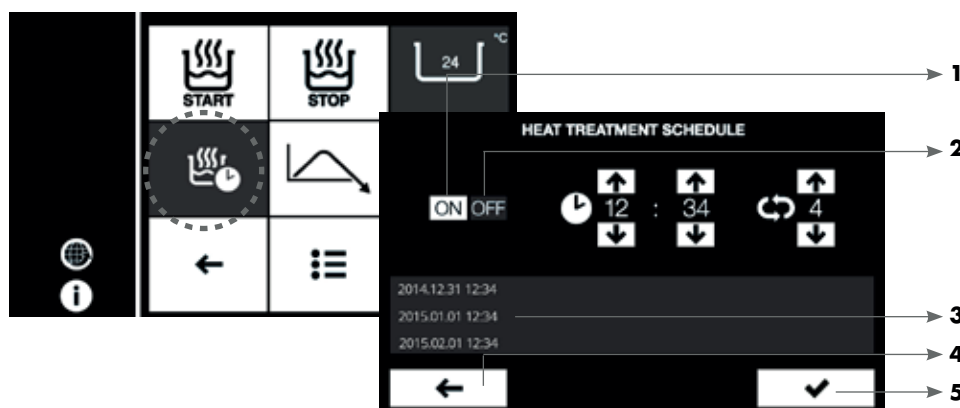 °C
24
START
STOP
1
HEAT TREATMENT SCHEDULE
2
ON OFF
12 : 34
4
i
2014.12.31 12:34
2015.01.01 12:34
3
2015.02.01 12:34
4
5